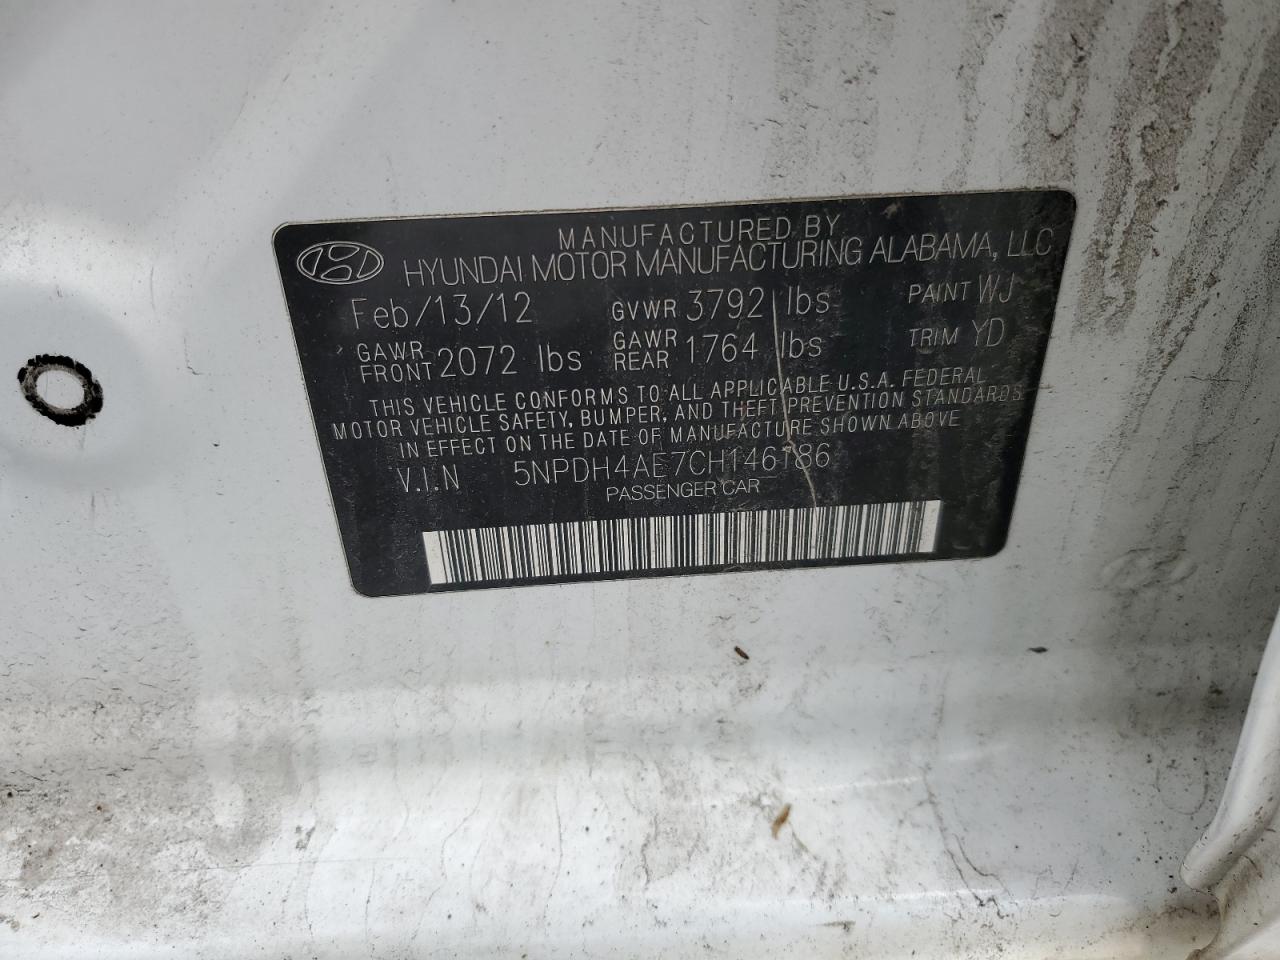 MANUFACTURED BY
HYUNDAI MOTOR MANUFACTURING ALABAMA, LLC
Feb/13/12 GVWR 3792 lbs PAINT WJ
GAWR FRONT 2072 lbs GAWR REAR 1764 lbs TRIM YD
THIS VEHICLE CONFORMS TO ALL APPLICABLE U.S.A. FEDERAL
MOTOR VEHICLE SAFETY, BUMPER, AND THEFT PREVENTION STANDARDS
IN EFFECT ON THE DATE OF MANUFACTURE SHOWN ABOVE
V.I.N 5NPDH4AE7CH146186
PASSENGER CAR